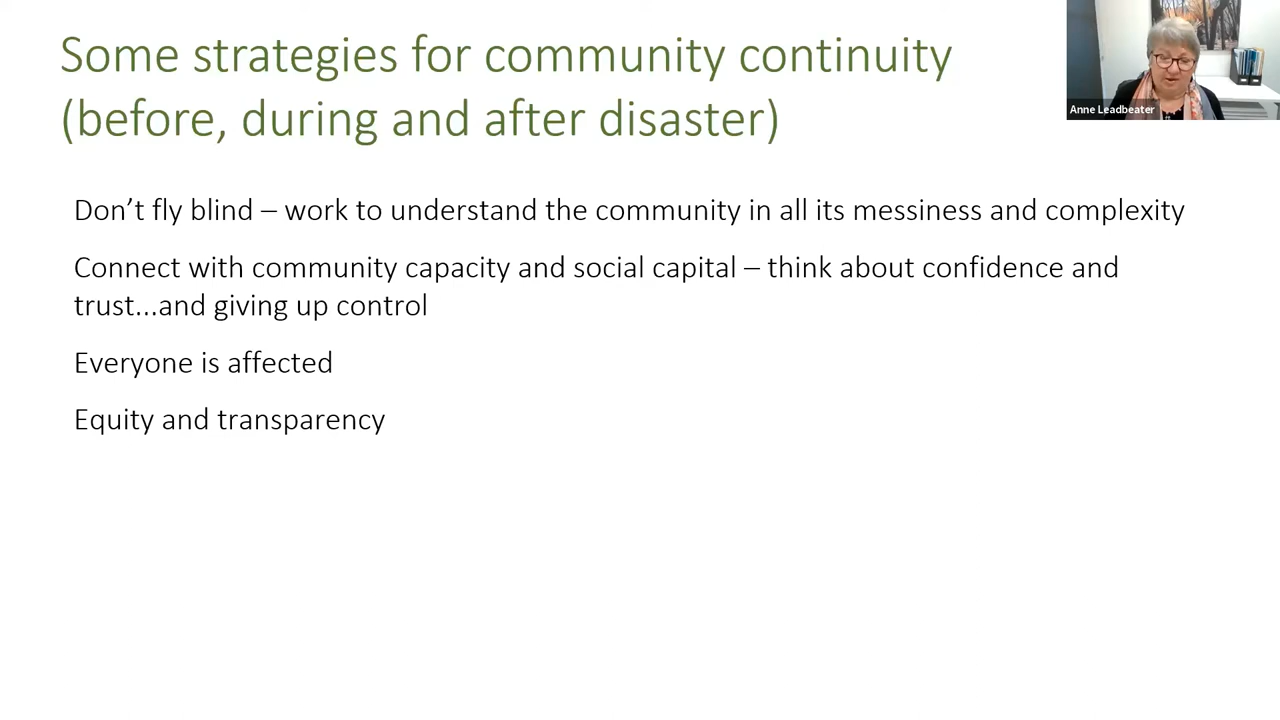 Some strategies for community continuity
(before, during and after disaster)
Anne Leadbeater
Don’t fly blind – work to understand the community in all its messiness and complexity
Connect with community capacity and social capital – think about confidence and
trust...and giving up control
Everyone is affected
Equity and transparency